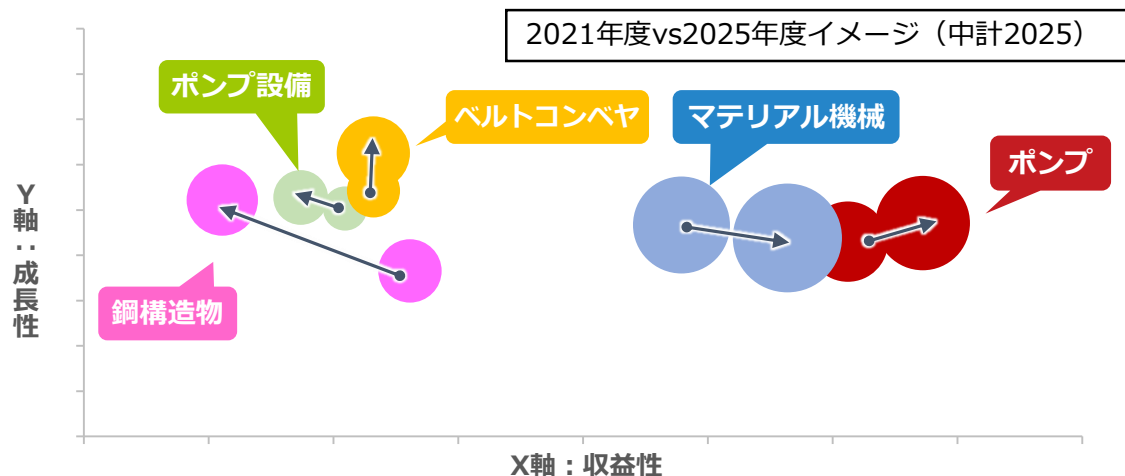 2021年度vs2025年度イメージ（中計2025）
ポンプ設備
ベルトコンベヤ
マテリアル機械
ポンプ
鋼構造物
Y軸：成長性
X軸：収益性